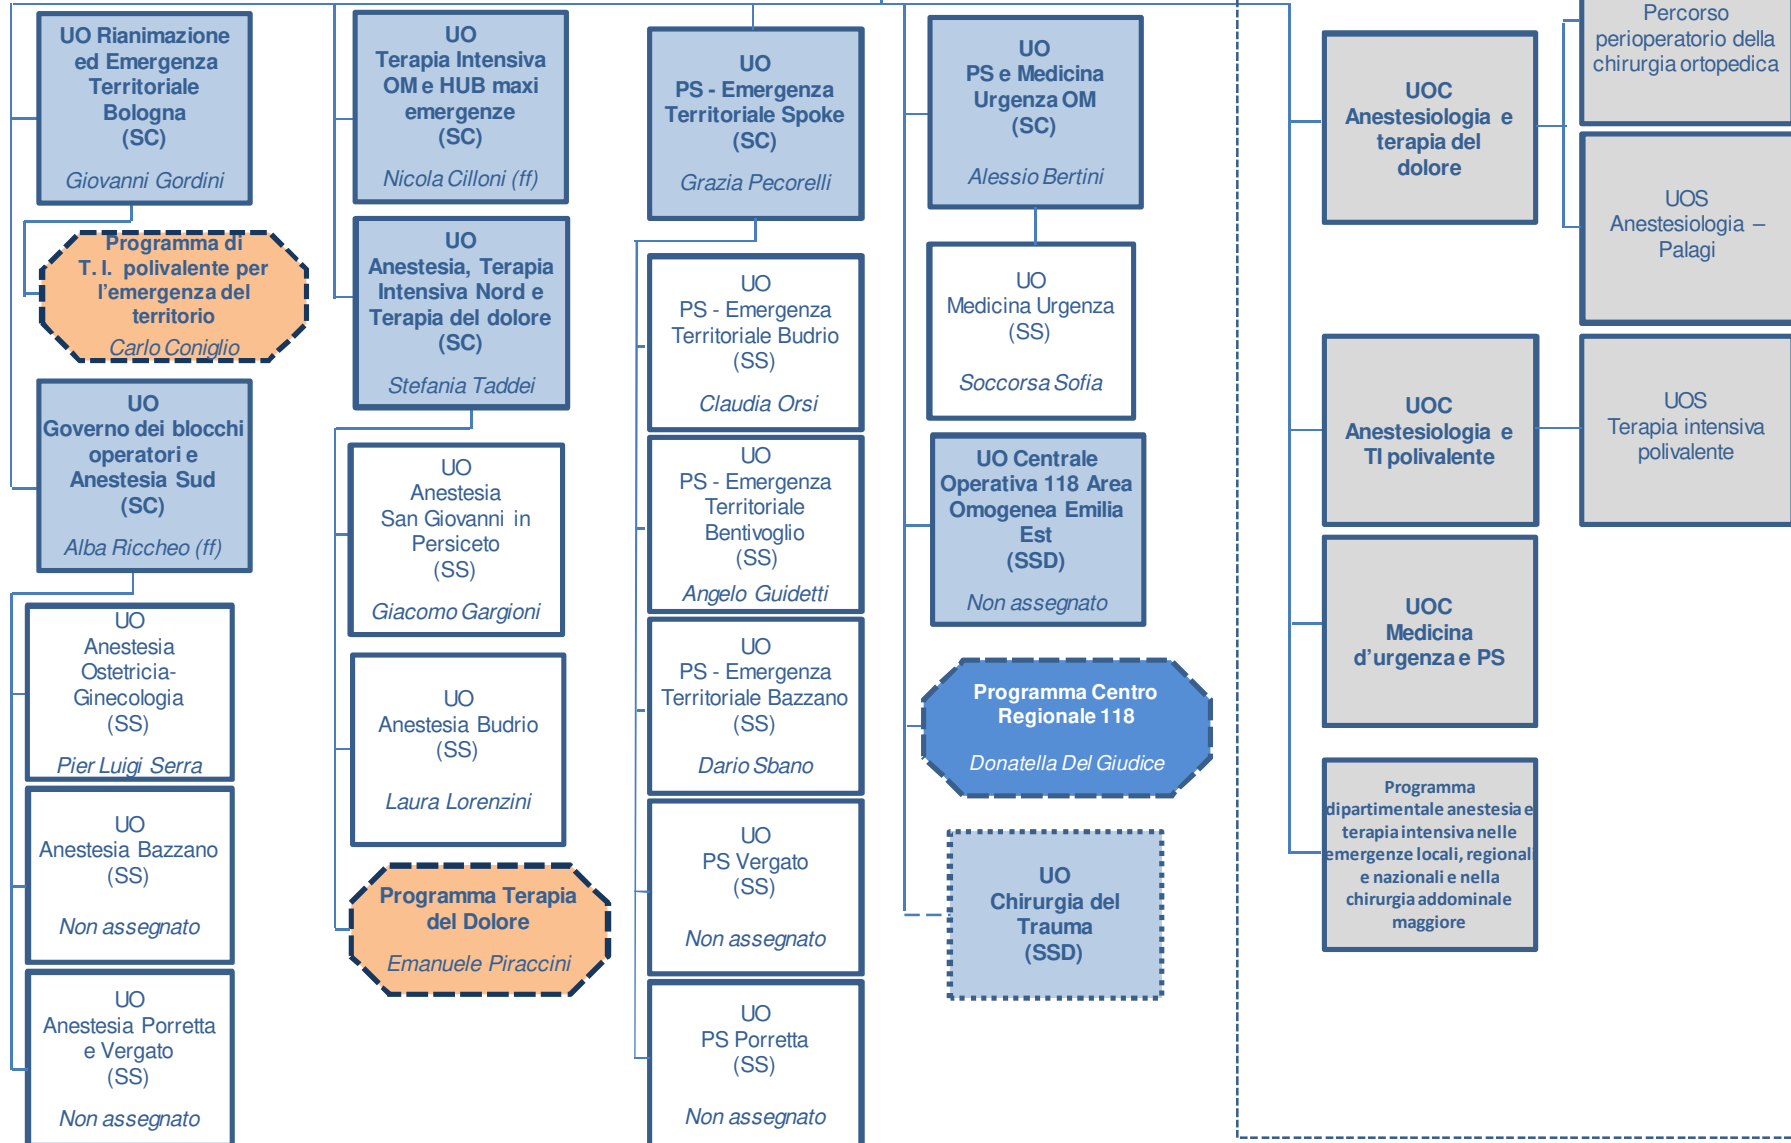 UO Rianimazione
ed Emergenza
Territoriale
Bologna
(SC)
Giovanni Gordini
Programma di
T. I. polivalente per
l'emergenza del
territorio
Carlo Coniglio
UO
Governo dei blocchi
operatori e
Anestesia Sud
(SC)
Alba Riccheo (ff)
UO
Anestesia
Ostetricia-
Ginecologia
(SS)
Pier Luigi Serra
UO
Anestesia Bazzano
(SS)
Non assegnato
UO
Anestesia Porretta
e Vergato
(SS)
Non assegnato
UO
Terapia Intensiva
OM e HUB maxi
emergenze
(SC)
Nicola Cilloni (ff)
UO
Anestesia, Terapia
Intensiva Nord e
Terapia del dolore
(SC)
Stefania Taddei
UO
Anestesia
San Giovanni in
Persiceto
(SS)
Giacomo Gargioni
UO
Anestesia Budrio
(SS)
Laura Lorenzini
Programma Terapia
del Dolore
Emanuele Piraccini
UO
PS - Emergenza
Territoriale Spoke
(SC)
Grazia Pecorelli
UO
PS - Emergenza
Territoriale Budrio
(SS)
Claudia Orsi
UO
PS - Emergenza
Territoriale
Bentivoglio
(SS)
Angelo Guidetti
UO
PS - Emergenza
Territoriale Bazzano
(SS)
Dario Sbano
UO
PS Vergato
(SS)
Non assegnato
UO
PS Porretta
(SS)
Non assegnato
UO
PS e Medicina
Urgenza OM
(SC)
Alessio Bertini
UO
Medicina Urgenza
(SS)
Soccorsa Sofia
UO Centrale
Operativa 118 Area
Omogenea Emilia
Est
(SSD)
Non assegnato
Programma Centro
Regionale 118
Donatella Del Giudice
UO
Chirurgia del
Trauma
(SSD)
UOC
Anestesiologia e
terapia del
dolore
Percorso
perioperatorio della
chirurgia ortopedica
UOS
Anestesiologia –
Palagi
UOC
Anestesiologia e
TI polivalente
UOS
Terapia intensiva
polivalente
UOC
Medicina
d'urgenza e PS
Programma
dipartimentale anestesia e
terapia intensiva nelle
emergenze locali, regionali
e nazionali e nella
chirurgia addominale
maggiore